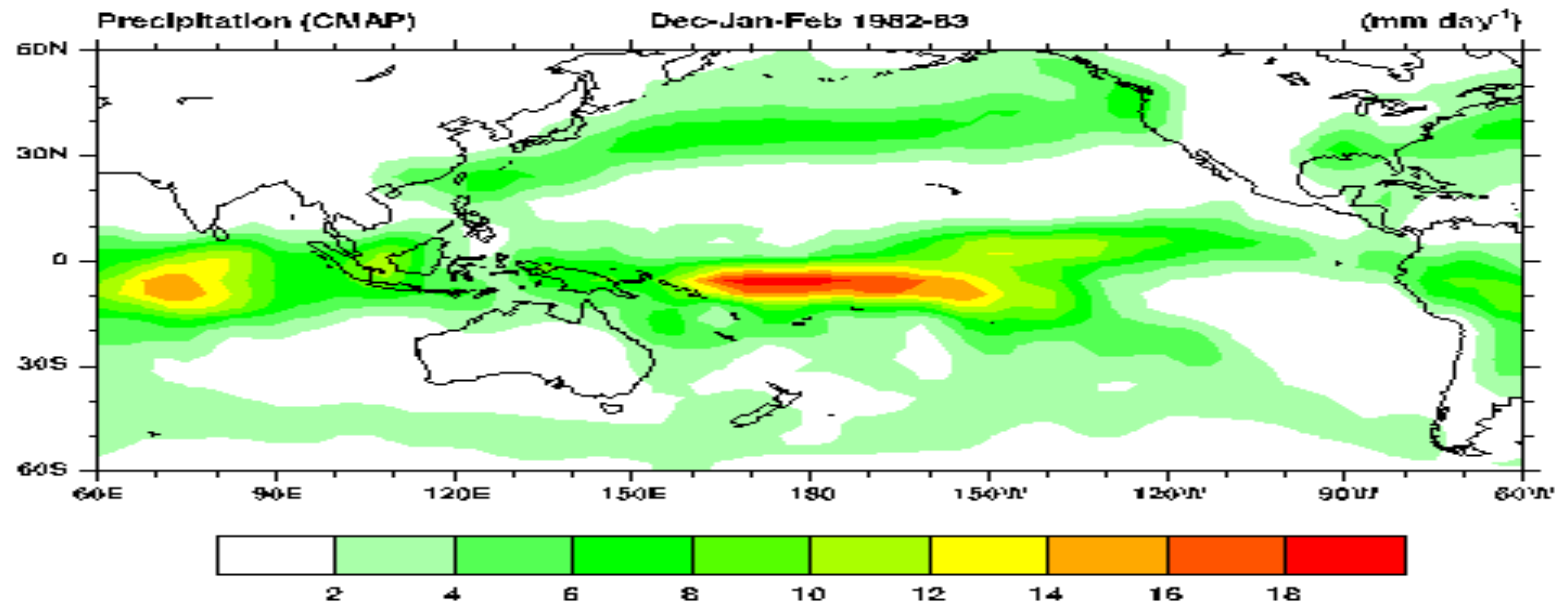 Precipitation (CMAP) Dec-Jan-Feb 1982-83 (mm day⁻¹)
60N
30N
0
30S
60S
60E 90E 120E 150E 180 150W 120W 90W 60W
2 4 6 8 10 12 14 16 18